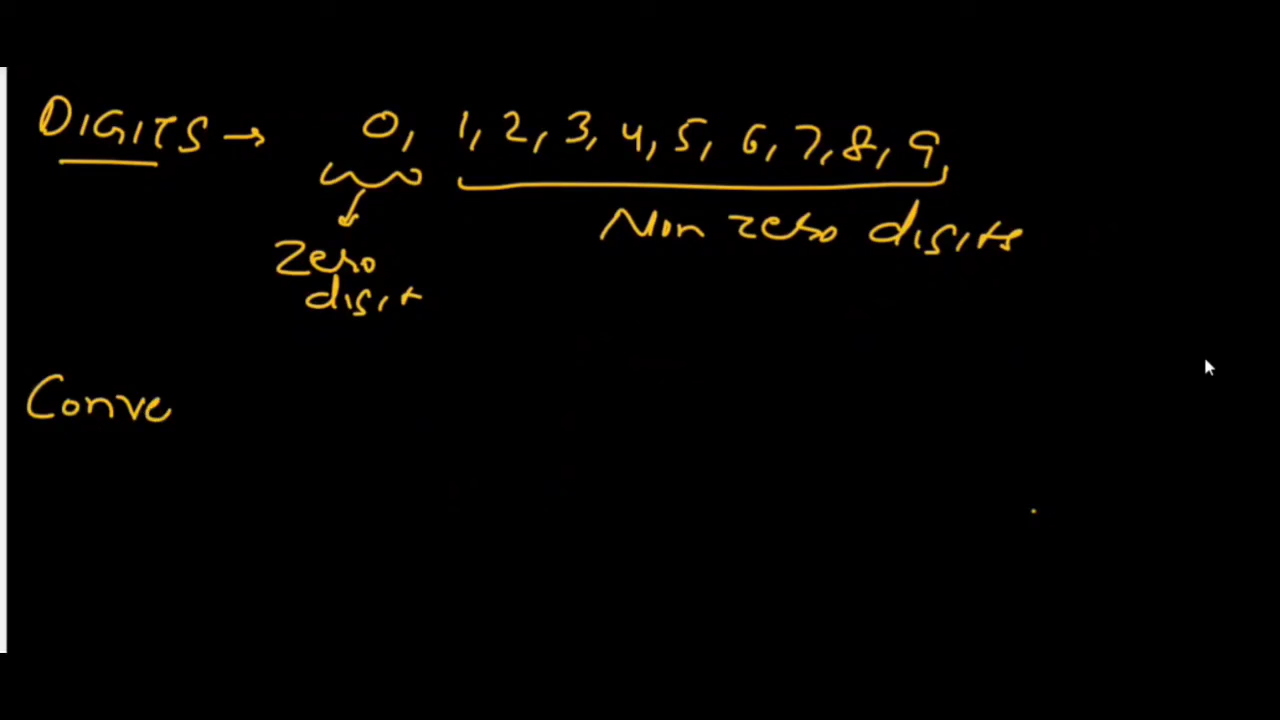 DIGITS → 0, 1, 2, 3, 4, 5, 6, 7, 8, 9,
Non zero digits
Zero
digit
Conve